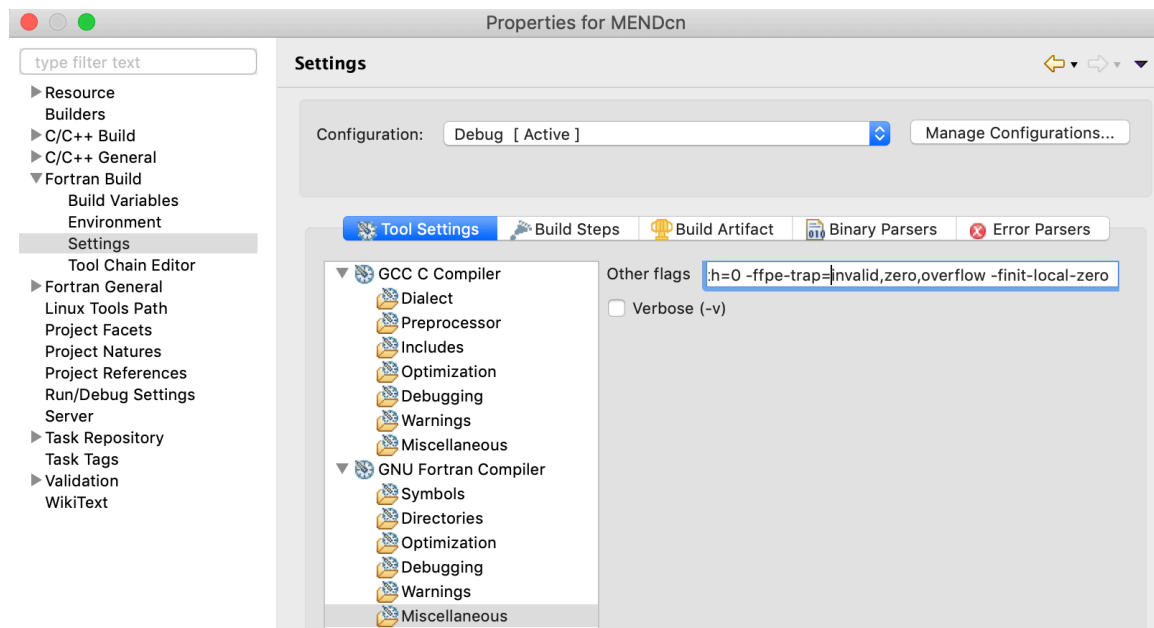 Properties for MENDcn
type filter text
Resource
Builders
C/C++ Build
C/C++ General
Fortran Build
Build Variables
Environment
Settings
Tool Chain Editor
Fortran General
Linux Tools Path
Project Facets
Project Natures
Project References
Run/Debug Settings
Server
Task Repository
Task Tags
Validation
WikiText
Settings
Configuration: Debug [ Active ] Manage Configurations...
Tool Settings Build Steps Build Artifact Binary Parsers Error Parsers
GCC C Compiler
Dialect
Preprocessor
Includes
Optimization
Debugging
Warnings
Miscellaneous
GNU Fortran Compiler
Symbols
Directories
Optimization
Debugging
Warnings
Miscellaneous
Other flags :h=0 -ffpe-trap=invalid,zero,overflow -finit-local-zero
Verbose (-v)